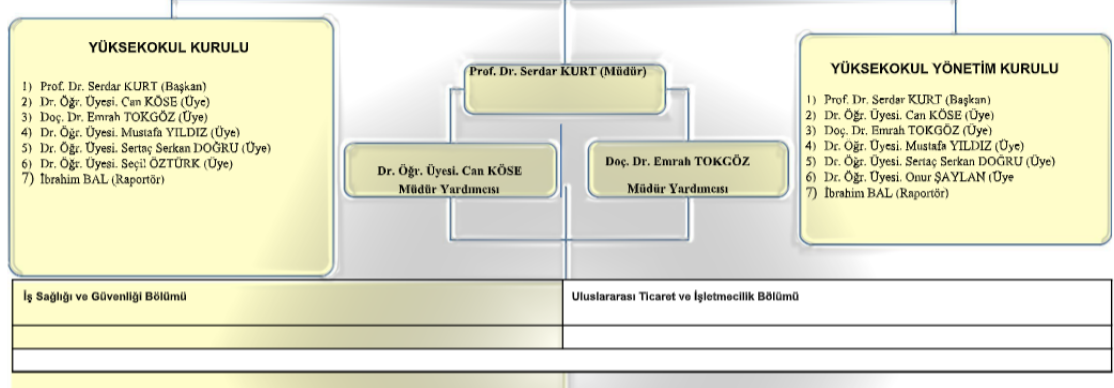 YÜKSEKOKUL KURULU
1) Prof. Dr. Serdar KURT (Başkan)
2) Dr. Öğr. Üyesi. Can KÖSE (Üye)
3) Doç. Dr. Emrah TOKGÖZ (Üye)
4) Dr. Öğr. Üyesi. Mustafa YILDIZ (Üye)
5) Dr. Öğr. Üyesi. Sertaç Serkan DOĞRU (Üye)
6) Dr. Öğr. Üyesi. Seçil ÖZTÜRK (Üye)
7) İbrahim BAL (Raportör)
Prof. Dr. Serdar KURT (Müdür)
Dr. Öğr. Üyesi. Can KÖSE
Müdür Yardımcısı
Doç. Dr. Emrah TOKGÖZ
Müdür Yardımcısı
YÜKSEKOKUL YÖNETİM KURULU
1) Prof. Dr. Serdar KURT (Başkan)
2) Dr. Öğr. Üyesi. Can KÖSE (Üye)
3) Doç. Dr. Emrah TOKGÖZ (Üye)
4) Dr. Öğr. Üyesi. Mustafa YILDIZ (Üye)
5) Dr. Öğr. Üyesi. Sertaç Serkan DOĞRU (Üye)
6) Dr. Öğr. Üyesi. Onur ŞAYLAN (Üye
7) İbrahim BAL (Raportör)
İş Sağlığı ve Güvenliği Bölümü
Uluslararası Ticaret ve İşletmecilik Bölümü